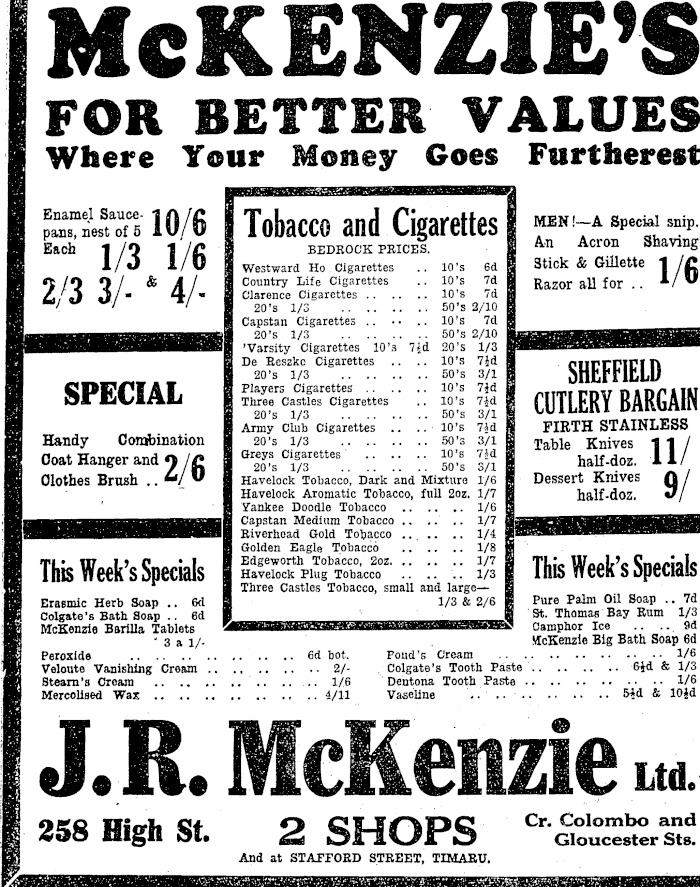 McKENZIE'S
FOR BETTER VALUES
Where Your Money Goes Furtherest
Enamel Sauce-
pans, nest of 5 10/6
Each 1/3 1/6
2/3 3/- & 4/-
SPECIAL
Handy Combination
Coat Hanger and
Clothes Brush .. 2/6
Tobacco and Cigarettes
BEDROCK PRICES.
Westward Ho Cigarettes .. 10's 6d
Country Life Cigarettes .. 10's 7d
Clarence Cigarettes .. .. .. 10's 7d
20's 1/3 .. .. .. .. 50's 2/10
Capstan Cigarettes .. .. .. 10's 7d
20's 1/3 .. .. .. .. 50's 2/10
'Varsity Cigarettes 10's 7½d 20's 1/3
De Reszke Cigarettes .. .. 10's 7½d
20's 1/3 .. .. .. .. 50's 3/1
Players Cigarettes .. .. .. 10's 7½d
Three Castles Cigarettes .. 10's 7½d
20's 1/3 .. .. .. .. 50's 3/1
Army Club Cigarettes .. .. 10's 7½d
20's 1/3 .. .. .. .. 50's 3/1
Greys Cigarettes .. .. .. 10's 7½d
20's 1/3 .. .. .. .. 50's 3/1
Havelock Tobacco, Dark and Mixture 1/6
Havelock Aromatic Tobacco, full 2oz. 1/7
Yankee Doodle Tobacco .. .. .. 1/6
Capstan Medium Tobacco .. .. .. 1/7
Riverhead Gold Tobacco .. .. .. 1/4
Golden Eagle Tobacco .. .. .. 1/8
Edgeworth Tobacco, 2oz. .. .. .. 1/7
Havelock Plug Tobacco .. .. .. 1/3
Three Castles Tobacco, small and large—
1/3 & 2/6
MEN!—A Special snip.
An Acron Shaving
Stick & Gillette
Razor all for .. 1/6
SHEFFIELD
CUTLERY BARGAIN
FIRTH STAINLESS
Table Knives
half-doz. 11/
Dessert Knives
half-doz. 9/
This Week's Specials
Erasmic Herb Soap .. 6d
Colgate's Bath Soap .. 6d
McKenzie Barilla Tablets
3 a 1/-
Peroxide .. .. .. .. .. .. .. 6d bot.
Veloute Vanishing Cream .. .. .. .. 2/-
Stearn's Cream .. .. .. .. .. .. 1/6
Mercolised Wax .. .. .. .. .. .. 4/11
This Week's Specials
Pure Palm Oil Soap .. 7d
St. Thomas Bay Rum 1/3
Camphor Ice .. .. 9d
McKenzie Big Bath Soap 6d
Pond's Cream .. .. .. .. .. .. 1/6
Colgate's Tooth Paste .. .. .. 6½d & 1/3
Dentona Tooth Paste .. .. .. .. .. 1/6
Vaseline .. .. .. .. .. 5½d & 10½d
J.R. McKenzie Ltd.
258 High St. 2 SHOPS Cr. Colombo and
Gloucester Sts.
And at STAFFORD STREET, TIMARU.